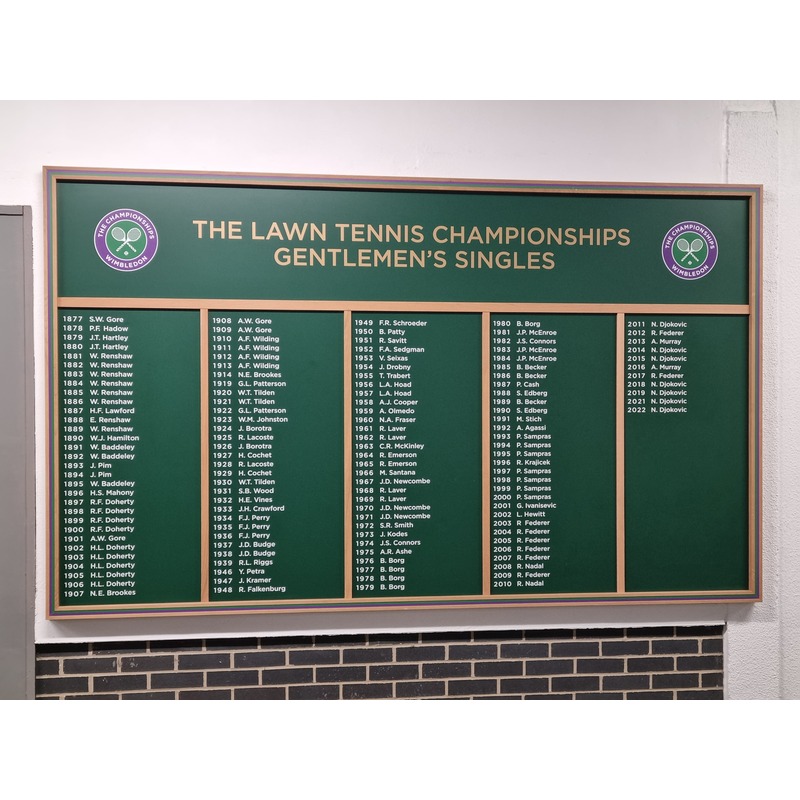 THE LAWN TENNIS CHAMPIONSHIPS
GENTLEMEN'S SINGLES
THE CHAMPIONSHIPS
WIMBLEDON
THE CHAMPIONSHIPS
WIMBLEDON
1877 S.W. Gore
1878 P.F. Hadow
1879 J.T. Hartley
1880 J.T. Hartley
1881 W. Renshaw
1882 W. Renshaw
1883 W. Renshaw
1884 W. Renshaw
1885 W. Renshaw
1886 W. Renshaw
1887 H.F. Lawford
1888 E. Renshaw
1889 W. Renshaw
1890 W.J. Hamilton
1891 W. Baddeley
1892 W. Baddeley
1893 J. Pim
1894 J. Pim
1895 W. Baddeley
1896 H.S. Mahony
1897 R.F. Doherty
1898 R.F. Doherty
1899 R.F. Doherty
1900 R.F. Doherty
1901 A.W. Gore
1902 H.L. Doherty
1903 H.L. Doherty
1904 H.L. Doherty
1905 H.L. Doherty
1906 H.L. Doherty
1907 N.E. Brookes
1908 A.W. Gore
1909 A.W. Gore
1910 A.F. Wilding
1911 A.F. Wilding
1912 A.F. Wilding
1913 A.F. Wilding
1914 N.E. Brookes
1919 G.L. Patterson
1920 W.T. Tilden
1921 W.T. Tilden
1922 G.L. Patterson
1923 W.M. Johnston
1924 J. Borotra
1925 R. Lacoste
1926 J. Borotra
1927 H. Cochet
1928 R. Lacoste
1929 H. Cochet
1930 W.T. Tilden
1931 S.B. Wood
1932 H.E. Vines
1933 J.H. Crawford
1934 F.J. Perry
1935 F.J. Perry
1936 F.J. Perry
1937 J.D. Budge
1938 J.D. Budge
1939 R.L. Riggs
1946 Y. Petra
1947 J. Kramer
1948 R. Falkenburg
1949 F.R. Schroeder
1950 B. Patty
1951 R. Savitt
1952 F.A. Sedgman
1953 V. Seixas
1954 J. Drobny
1955 T. Trabert
1956 L.A. Hoad
1957 L.A. Hoad
1958 A.J. Cooper
1959 A. Olmedo
1960 N.A. Fraser
1961 R. Laver
1962 R. Laver
1963 C.R. McKinley
1964 R. Emerson
1965 R. Emerson
1966 M. Santana
1967 J.D. Newcombe
1968 R. Laver
1969 R. Laver
1970 J.D. Newcombe
1971 J.D. Newcombe
1972 S.R. Smith
1973 J. Kodes
1974 J.S. Connors
1975 A.R. Ashe
1976 B. Borg
1977 B. Borg
1978 B. Borg
1979 B. Borg
1980 B. Borg
1981 J.P. McEnroe
1982 J.S. Connors
1983 J.P. McEnroe
1984 J.P. McEnroe
1985 B. Becker
1986 B. Becker
1987 P. Cash
1988 S. Edberg
1989 B. Becker
1990 S. Edberg
1991 M. Stich
1992 A. Agassi
1993 P. Sampras
1994 P. Sampras
1995 P. Sampras
1996 R. Krajicek
1997 P. Sampras
1998 P. Sampras
1999 P. Sampras
2000 P. Sampras
2001 G. Ivanisevic
2002 L. Hewitt
2003 R Federer
2004 R. Federer
2005 R. Federer
2006 R. Federer
2007 R. Federer
2008 R. Nadal
2009 R. Federer
2010 R. Nadal
2011 N. Djokovic
2012 R. Federer
2013 A. Murray
2014 N. Djokovic
2015 N. Djokovic
2016 A. Murray
2017 R. Federer
2018 N. Djokovic
2019 N. Djokovic
2021 N. Djokovic
2022 N. Djokovic